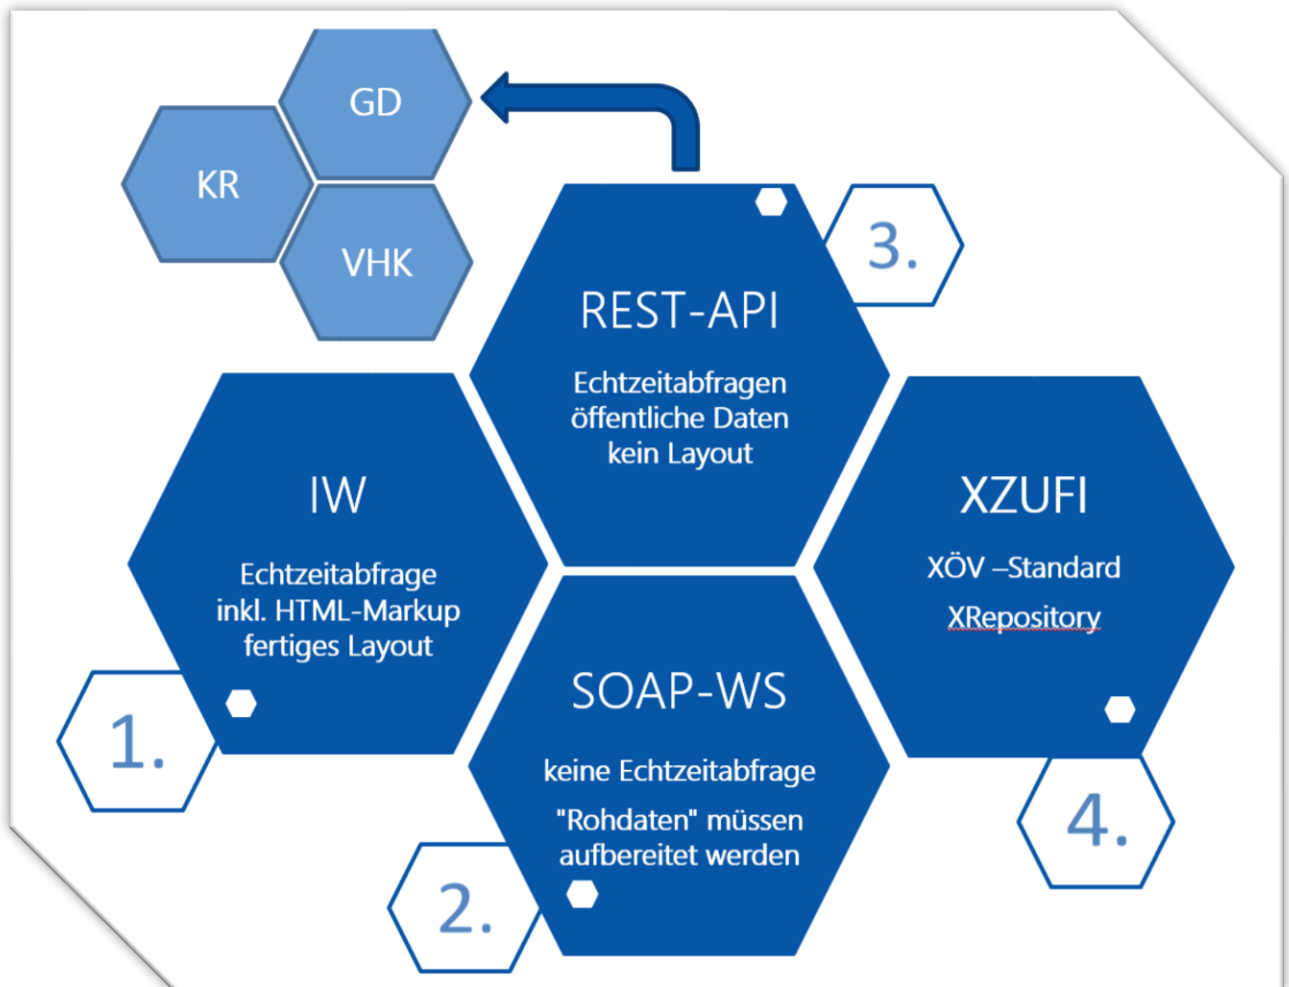 GD
KR
VHK
3.
REST-API
Echtzeitabfragen
öffentliche Daten
kein Layout
IW
Echtzeitabfrage
inkl. HTML-Markup
fertiges Layout
1.
XZUFI
XÖV –Standard
XRepository
4.
SOAP-WS
keine Echtzeitabfrage
"Rohdaten" müssen
aufbereitet werden
2.